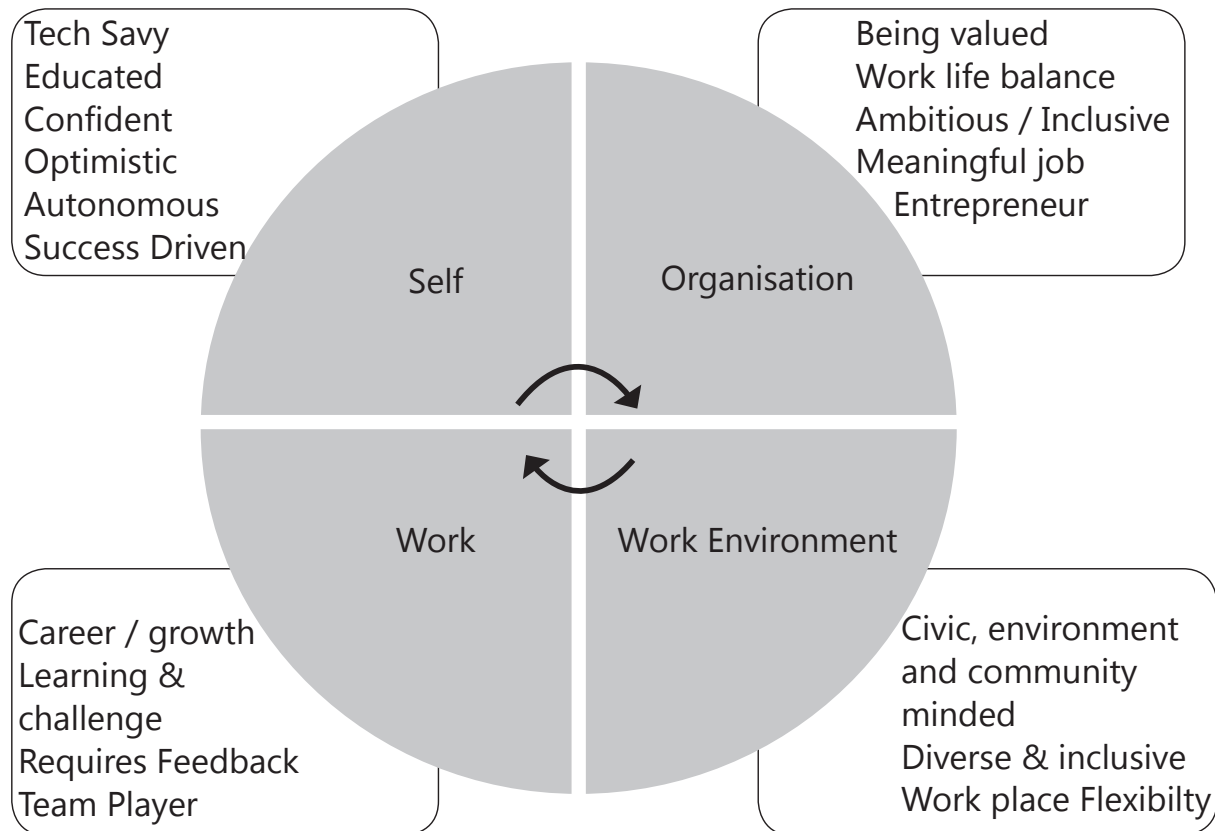 Tech Savy
Educated
Confident
Optimistic
Autonomous
Success Driven
Being valued
Work life balance
Ambitious / Inclusive
Meaningful job
Entrepreneur
Self
Organisation
Work
Work Environment
Career / growth
Learning &
challenge
Requires Feedback
Team Player
Civic, environment
and community
minded
Diverse & inclusive
Work place Flexibilty